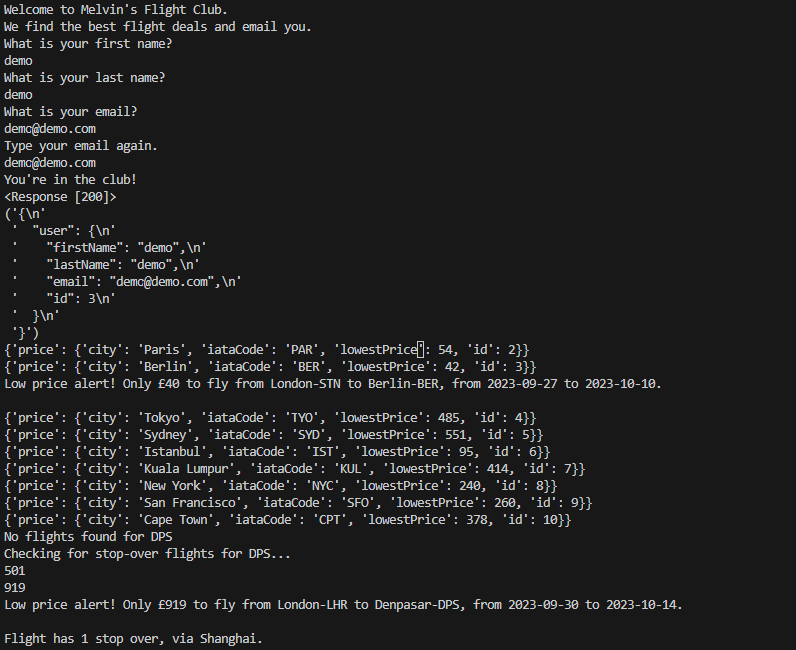 Welcome to Melvin's Flight Club.
We find the best flight deals and email you.
What is your first name?
demo
What is your last name?
demo
What is your email?
demo@demo.com
Type your email again.
demo@demo.com
You're in the club!
<Response [200]>
('{\n'
 '  "user": {\n'
 '    "firstName": "demo",\n'
 '    "lastName": "demo",\n'
 '    "email": "demo@demo.com",\n'
 '    "id": 3\n'
 '  }\n'
 '}')
{'price': {'city': 'Paris', 'iataCode': 'PAR', 'lowestPrice': 54, 'id': 2}}
{'price': {'city': 'Berlin', 'iataCode': 'BER', 'lowestPrice': 42, 'id': 3}}
Low price alert! Only £40 to fly from London-STN to Berlin-BER, from 2023-09-27 to 2023-10-10.

{'price': {'city': 'Tokyo', 'iataCode': 'TYO', 'lowestPrice': 485, 'id': 4}}
{'price': {'city': 'Sydney', 'iataCode': 'SYD', 'lowestPrice': 551, 'id': 5}}
{'price': {'city': 'Istanbul', 'iataCode': 'IST', 'lowestPrice': 95, 'id': 6}}
{'price': {'city': 'Kuala Lumpur', 'iataCode': 'KUL', 'lowestPrice': 414, 'id': 7}}
{'price': {'city': 'New York', 'iataCode': 'NYC', 'lowestPrice': 240, 'id': 8}}
{'price': {'city': 'San Francisco', 'iataCode': 'SFO', 'lowestPrice': 260, 'id': 9}}
{'price': {'city': 'Cape Town', 'iataCode': 'CPT', 'lowestPrice': 378, 'id': 10}}
No flights found for DPS
Checking for stop-over flights for DPS...
501
919
Low price alert! Only £919 to fly from London-LHR to Denpasar-DPS, from 2023-09-30 to 2023-10-14.

Flight has 1 stop over, via Shanghai.